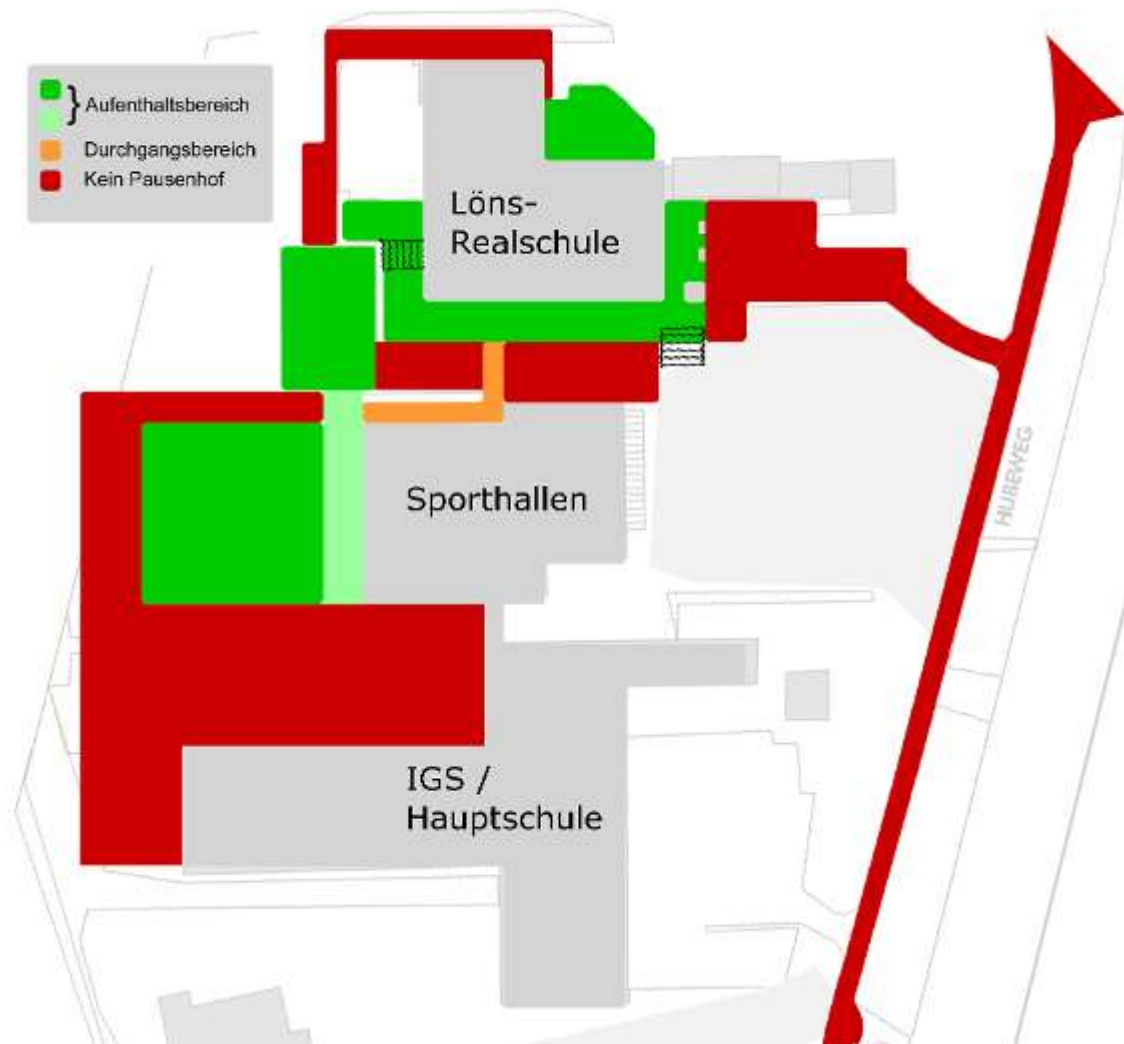 Aufenthaltsbereich
Durchgangsbereich
Kein Pausenhof
Löns-
Realschule
Sporthallen
HUBEWEG
IGS /
Hauptschule